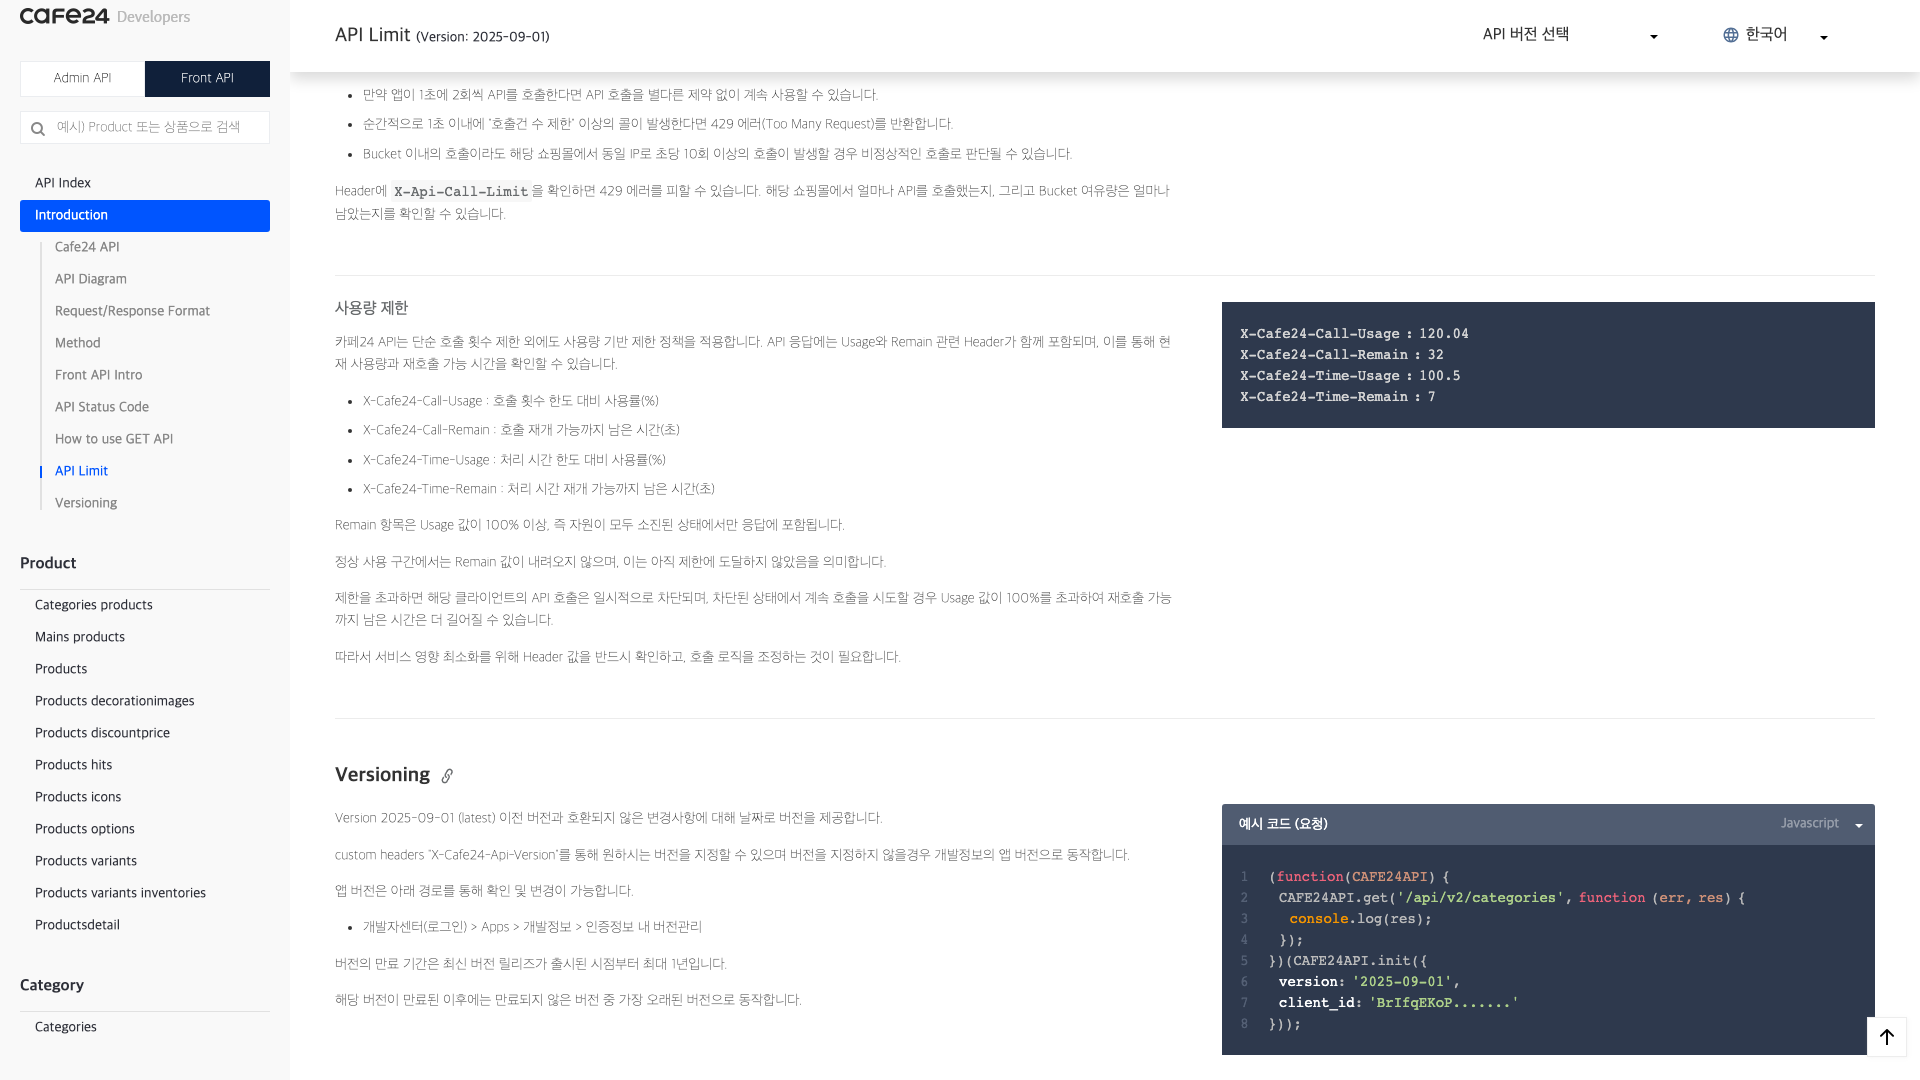 cafe24 Developers
Admin API
Front API
예시) Product 또는 상품으로 검색
API Index
Introduction
Cafe24 API
API Diagram
Request/Response Format
Method
Front API Intro
API Status Code
How to use GET API
API Limit
Versioning
Product
Categories products
Mains products
Products
Products decorationimages
Products discountprice
Products hits
Products icons
Products options
Products variants
Products variants inventories
Productsdetail
Category
Categories
API Limit (Version: 2025-09-01)
API 버전 선택
한국어
만약 앱이 1초에 2회씩 API를 호출한다면 API 호출을 별다른 제약 없이 계속 사용할 수 있습니다.
순간적으로 1초 이내에 '호출건 수 제한' 이상의 콜이 발생한다면 429 에러(Too Many Request)를 반환합니다.
Bucket 이내의 호출이라도 해당 쇼핑몰에서 동일 IP로 초당 10회 이상의 호출이 발생할 경우 비정상적인 호출로 판단될 수 있습니다.
Header에 X-Api-Call-Limit 을 확인하면 429 에러를 피할 수 있습니다. 해당 쇼핑몰에서 얼마나 API를 호출했는지, 그리고 Bucket 여유량은 얼마나
남았는지를 확인할 수 있습니다.
사용량 제한
카페24 API는 단순 호출 횟수 제한 외에도 사용량 기반 제한 정책을 적용합니다. API 응답에는 Usage와 Remain 관련 Header가 함께 포함되며, 이를 통해 현
재 사용량과 재호출 가능 시간을 확인할 수 있습니다.
X-Cafe24-Call-Usage : 호출 횟수 한도 대비 사용률(%)
X-Cafe24-Call-Remain : 호출 재개 가능까지 남은 시간(초)
X-Cafe24-Time-Usage : 처리 시간 한도 대비 사용률(%)
X-Cafe24-Time-Remain : 처리 시간 재개 가능까지 남은 시간(초)
Remain 항목은 Usage 값이 100% 이상, 즉 자원이 모두 소진된 상태에서만 응답에 포함됩니다.
정상 사용 구간에서는 Remain 값이 내려오지 않으며, 이는 아직 제한에 도달하지 않았음을 의미합니다.
제한을 초과하면 해당 클라이언트의 API 호출은 일시적으로 차단되며, 차단된 상태에서 계속 호출을 시도할 경우 Usage 값이 100%를 초과하여 재호출 가능
까지 남은 시간은 더 길어질 수 있습니다.
따라서 서비스 영향 최소화를 위해 Header 값을 반드시 확인하고, 호출 로직을 조정하는 것이 필요합니다.
X-Cafe24-Call-Usage : 120.04
X-Cafe24-Call-Remain : 32
X-Cafe24-Time-Usage : 100.5
X-Cafe24-Time-Remain : 7
Versioning
Version 2025-09-01 (latest) 이전 버전과 호환되지 않은 변경사항에 대해 날짜로 버전을 제공합니다.
custom headers "X-Cafe24-Api-Version"를 통해 원하시는 버전을 지정할 수 있으며 버전을 지정하지 않을경우 개발정보의 앱 버전으로 동작합니다.
앱 버전은 아래 경로를 통해 확인 및 변경이 가능합니다.
개발자센터(로그인) > Apps > 개발정보 > 인증정보 내 버전관리
버전의 만료 기간은 최신 버전 릴리즈가 출시된 시점부터 최대 1년입니다.
해당 버전이 만료된 이후에는 만료되지 않은 버전 중 가장 오래된 버전으로 동작합니다.
예시 코드 (요청)
Javascript
1 (function(CAFE24API) {
2 CAFE24API.get('/api/v2/categories', function (err, res) {
3 console.log(res);
4 });
5 })(CAFE24API.init({
6 version: '2025-09-01',
7 client_id: 'BrIfqEKoP.......'
8 }));